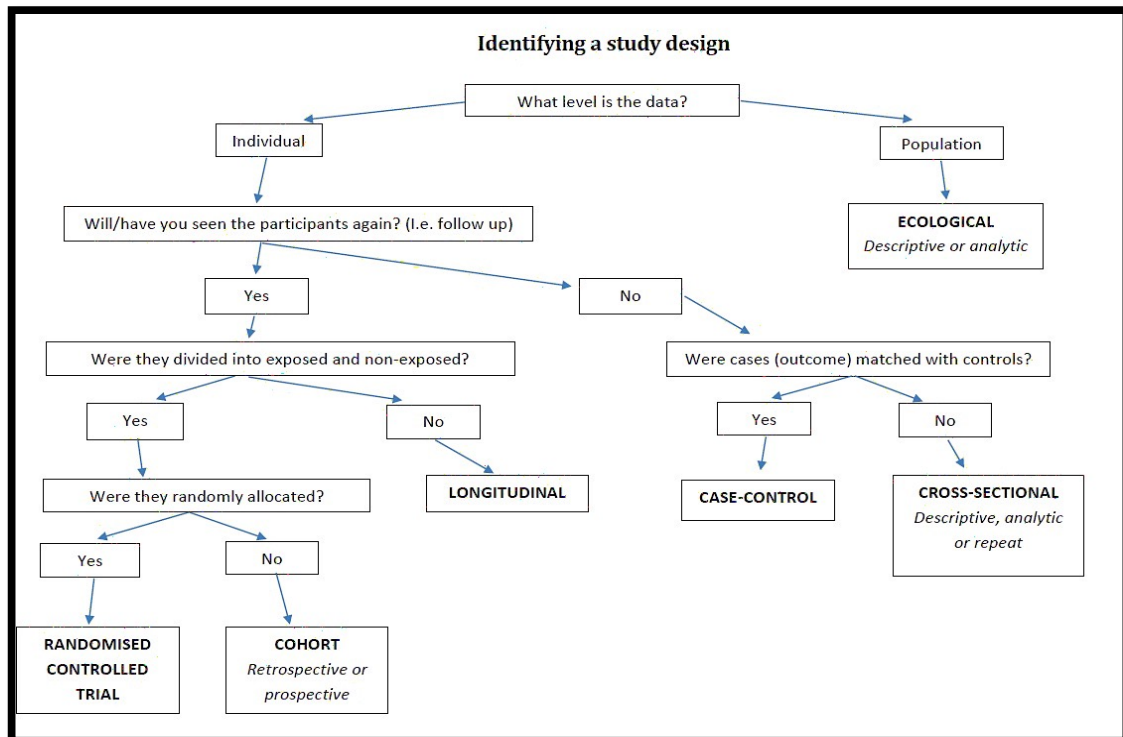 Identifying a study design
What level is the data?
Individual
Population
Will/have you seen the participants again? (I.e. follow up)
ECOLOGICAL
Descriptive or analytic
Yes
No
Were they divided into exposed and non-exposed?
Were cases (outcome) matched with controls?
Yes
No
Yes
No
Were they randomly allocated?
LONGITUDINAL
CASE-CONTROL
CROSS-SECTIONAL
Descriptive, analytic
or repeat
Yes
No
RANDOMISED
CONTROLLED
TRIAL
COHORT
Retrospective or
prospective